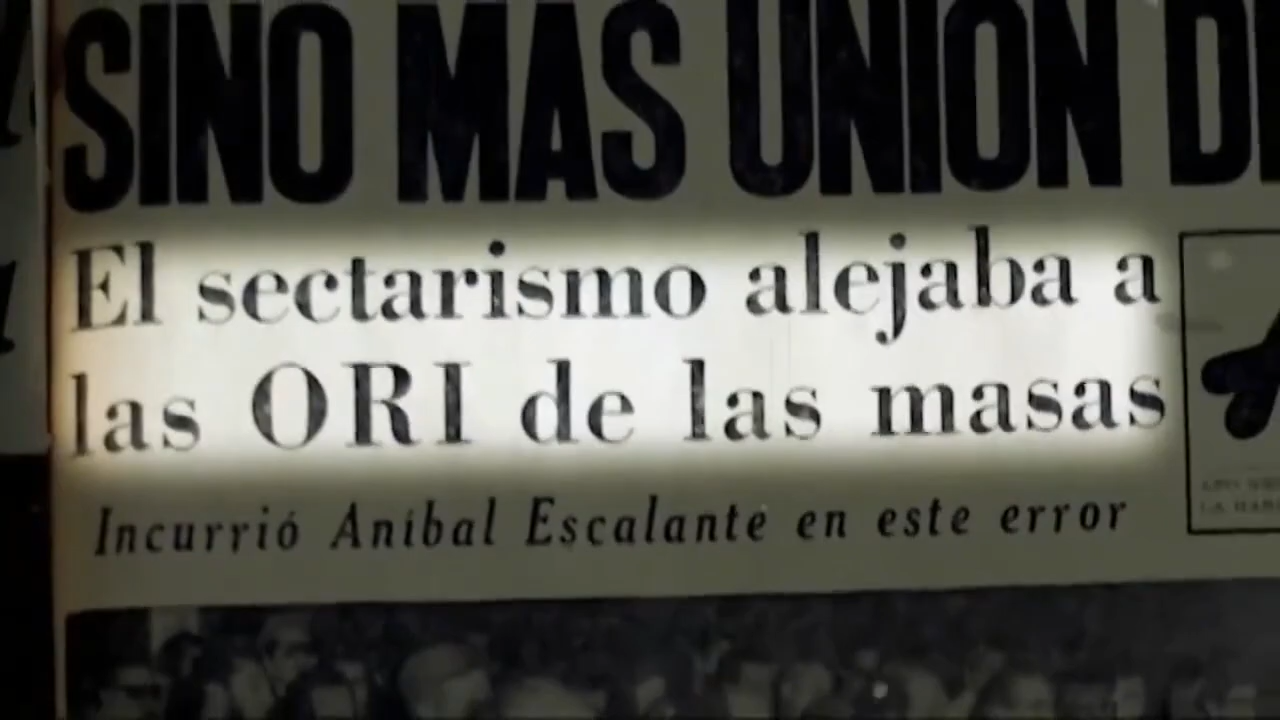 SINO MAS UNION
El sectarismo alejaba a
las ORI de las masas
Incurrió Aníbal Escalante en este error